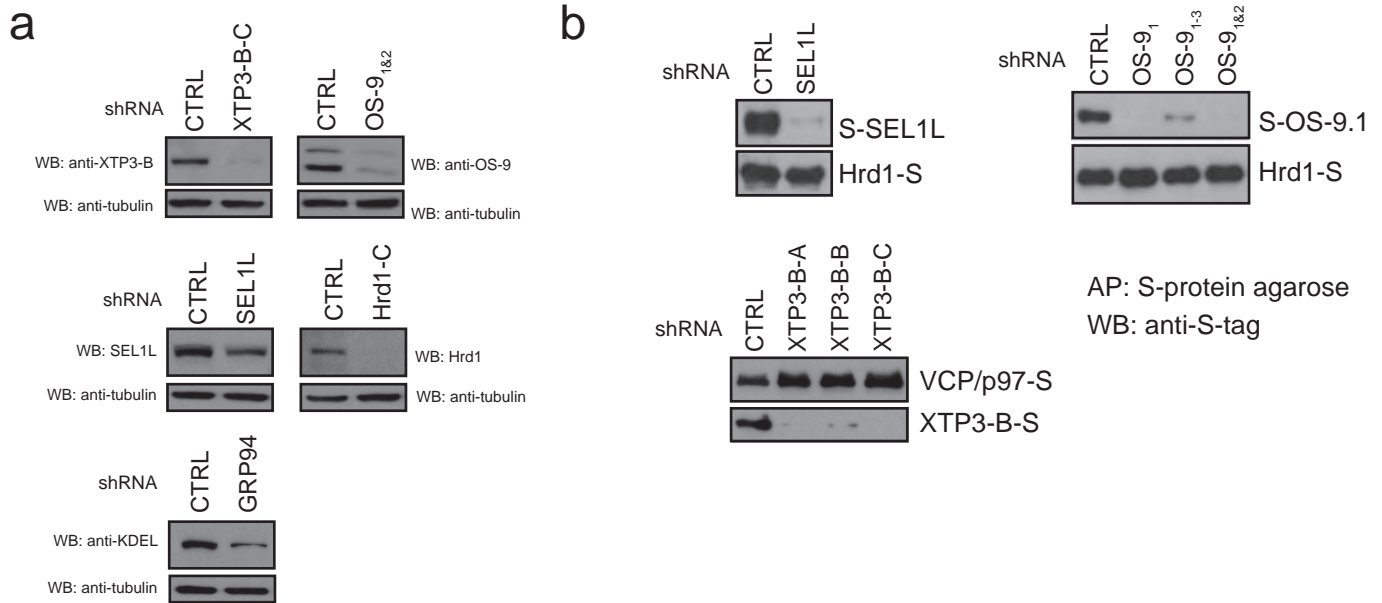 a
shRNA
CTRL
XTP3-B-C
CTRL
OS-9₁&₂
WB: anti-XTP3-B
WB: anti-OS-9
WB: anti-tubulin
WB: anti-tubulin
shRNA
CTRL
SEL1L
CTRL
Hrd1-C
WB: SEL1L
WB: Hrd1
WB: anti-tubulin
WB: anti-tubulin
shRNA
CTRL
GRP94
WB: anti-KDEL
WB: anti-tubulin
b
shRNA
CTRL
SEL1L
S-SEL1L
Hrd1-S
shRNA
CTRL
OS-9₁
OS-9₁₋₃
OS-9₁&₂
S-OS-9.1
Hrd1-S
shRNA
CTRL
XTP3-B-A
XTP3-B-B
XTP3-B-C
VCP/p97-S
XTP3-B-S
AP: S-protein agarose
WB: anti-S-tag